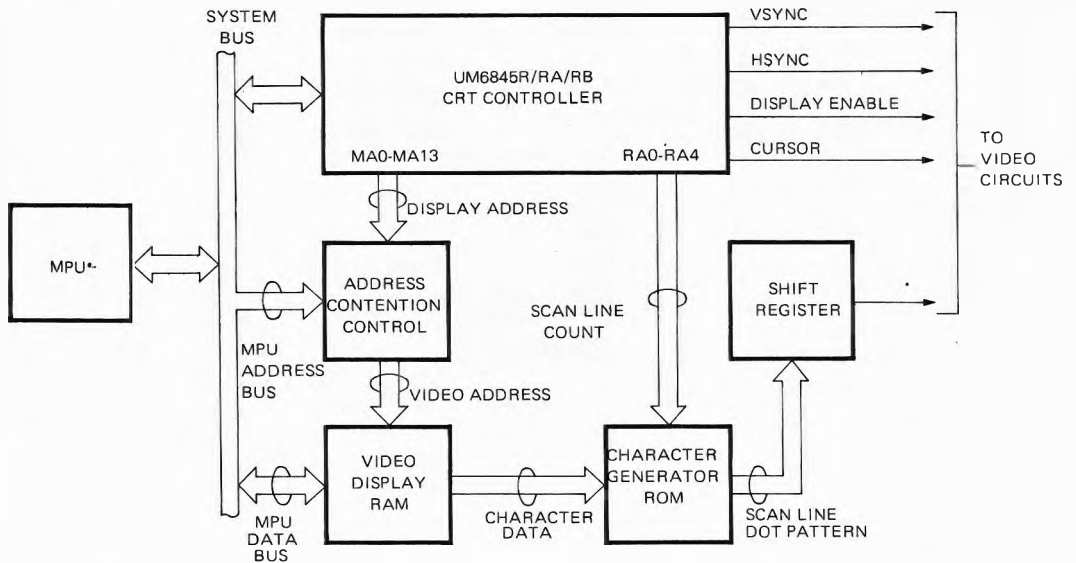 SYSTEM
BUS
UM6845R/RA/RB
CRT CONTROLLER
MA0-MA13
RA0-RA4
VSYNC
HSYNC
DISPLAY ENABLE
CURSOR
TO
VIDEO
CIRCUITS
DISPLAY ADDRESS
MPU*
ADDRESS
CONTENTION
CONTROL
SCAN LINE
COUNT
SHIFT
REGISTER
MPU
ADDRESS
BUS
VIDEO ADDRESS
VIDEO
DISPLAY
RAM
CHARACTER
GENERATOR
ROM
MPU
DATA
BUS
CHARACTER
DATA
SCAN LINE
DOT PATTERN